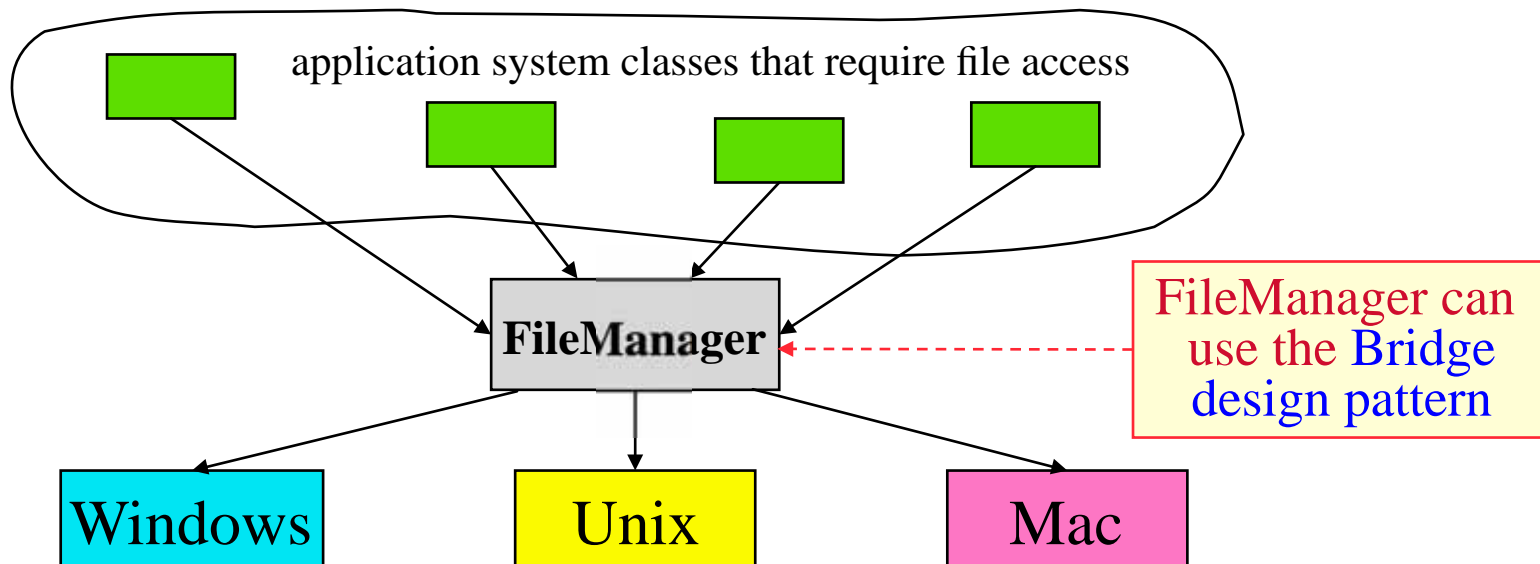 application system classes that require file access
FileManager
FileManager can
use the Bridge
design pattern
Windows
Unix
Mac